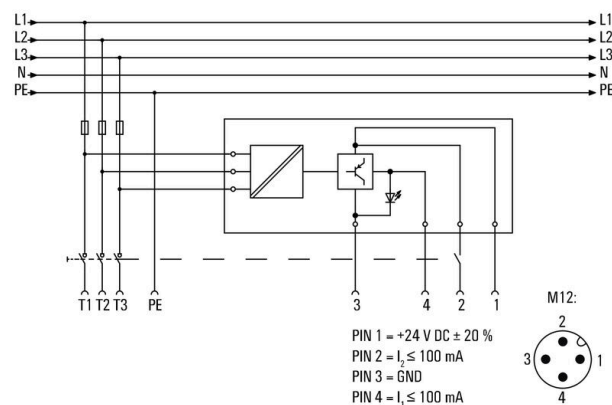 L1 L1
L2 L2
L3 L3
N N
PE PE
T1 T2 T3 PE 3 4 2 1
M12:
PIN 1 = +24 V DC ± 20 %
PIN 2 = I₂ ≤ 100 mA
PIN 3 = GND
PIN 4 = I₁ ≤ 100 mA
2
3 1
4